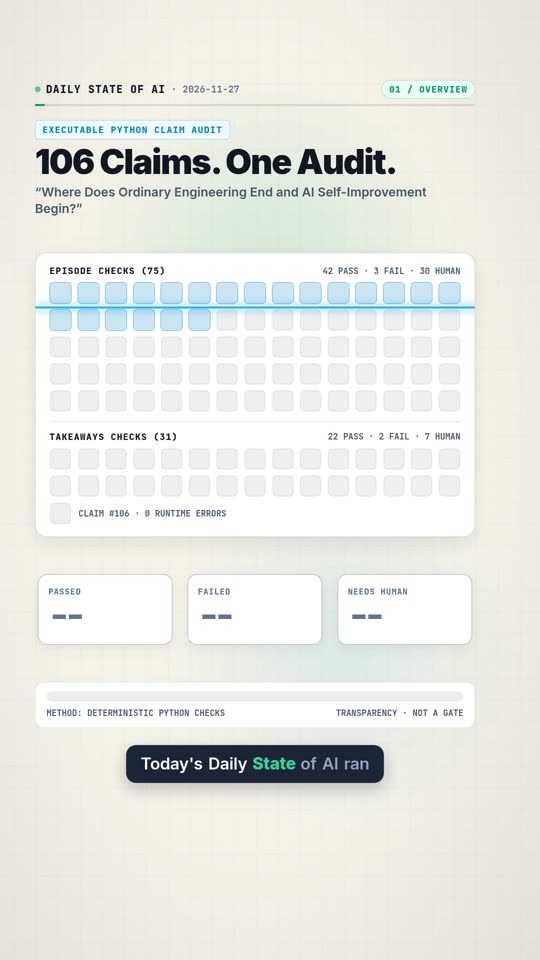 DAILY STATE OF AI · 2026-11-27
01 / OVERVIEW
EXECUTABLE PYTHON CLAIM AUDIT
106 Claims. One Audit.
“Where Does Ordinary Engineering End and AI Self-Improvement
Begin?”
EPISODE CHECKS (75)
42 PASS · 3 FAIL · 30 HUMAN
TAKEAWAYS CHECKS (31)
22 PASS · 2 FAIL · 7 HUMAN
CLAIM #106 · 0 RUNTIME ERRORS
PASSED
FAILED
NEEDS HUMAN
——
——
——
METHOD: DETERMINISTIC PYTHON CHECKS
TRANSPARENCY · NOT A GATE
Today's Daily State of AI ran